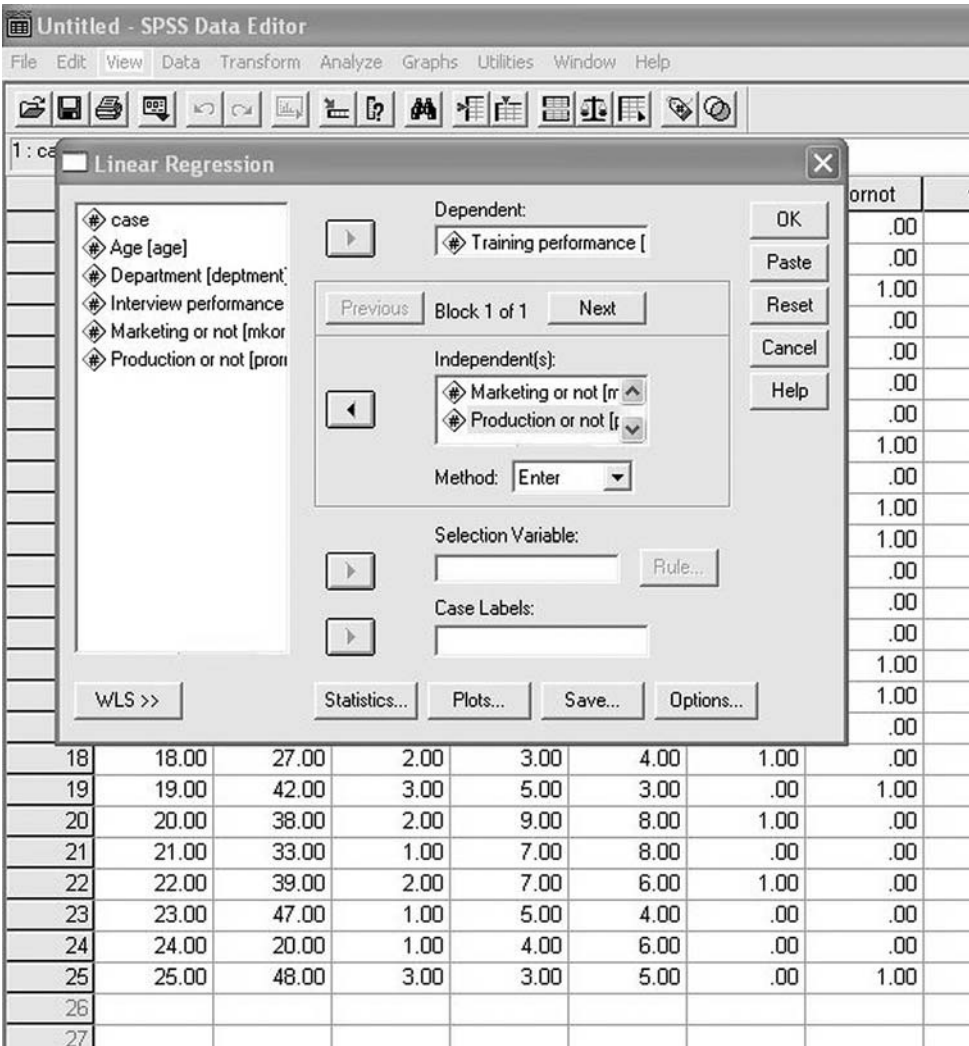 Untitled - SPSS Data Editor
File Edit View Data Transform Analyze Graphs Utilities Window Help
1 : ca
Linear Regression
ornot
case
Age [age]
Department [deptment]
Interview performance
Marketing or not [mkor
Production or not [prorn
Dependent:
Training performance [
Previous Block 1 of 1 Next
Independent(s):
Marketing or not [m
Production or not [p
Method: Enter
Selection Variable:
Rule...
Case Labels:
WLS >> Statistics... Plots... Save... Options...
OK
Paste
Reset
Cancel
Help
.00
.00
1.00
.00
.00
.00
.00
1.00
.00
1.00
1.00
.00
.00
.00
1.00
1.00
.00
18 18.00 27.00 2.00 3.00 4.00 1.00 .00
19 19.00 42.00 3.00 5.00 3.00 .00 1.00
20 20.00 38.00 2.00 9.00 8.00 1.00 .00
21 21.00 33.00 1.00 7.00 8.00 .00 .00
22 22.00 39.00 2.00 7.00 6.00 1.00 .00
23 23.00 47.00 1.00 5.00 4.00 .00 .00
24 24.00 20.00 1.00 4.00 6.00 .00 .00
25 25.00 48.00 3.00 3.00 5.00 .00 1.00
26
27